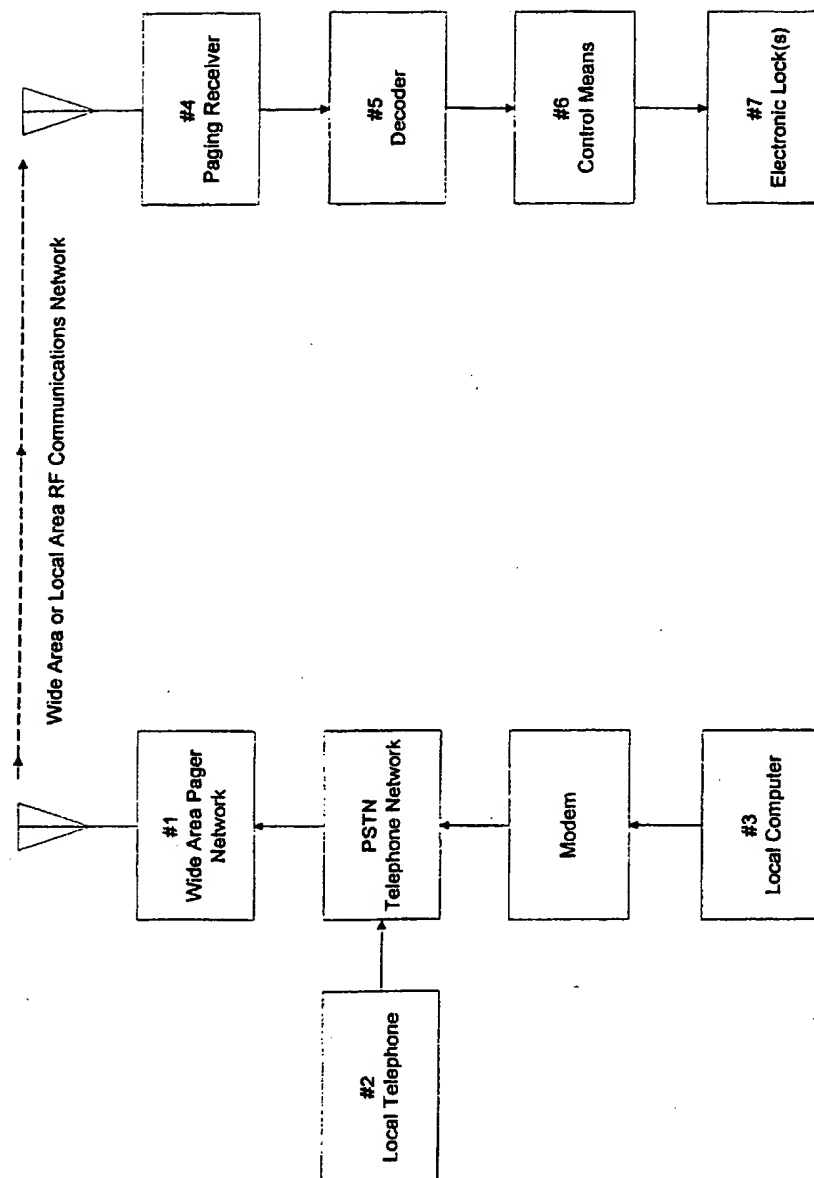 Wide Area or Local Area RF Communications Network
#1
Wide Area Pager
Network
PSTN
Telephone Network
Modem
#3
Local Computer
#2
Local Telephone
#4
Paging Receiver
#5
Decoder
#6
Control Means
#7
Electronic Lock(s)